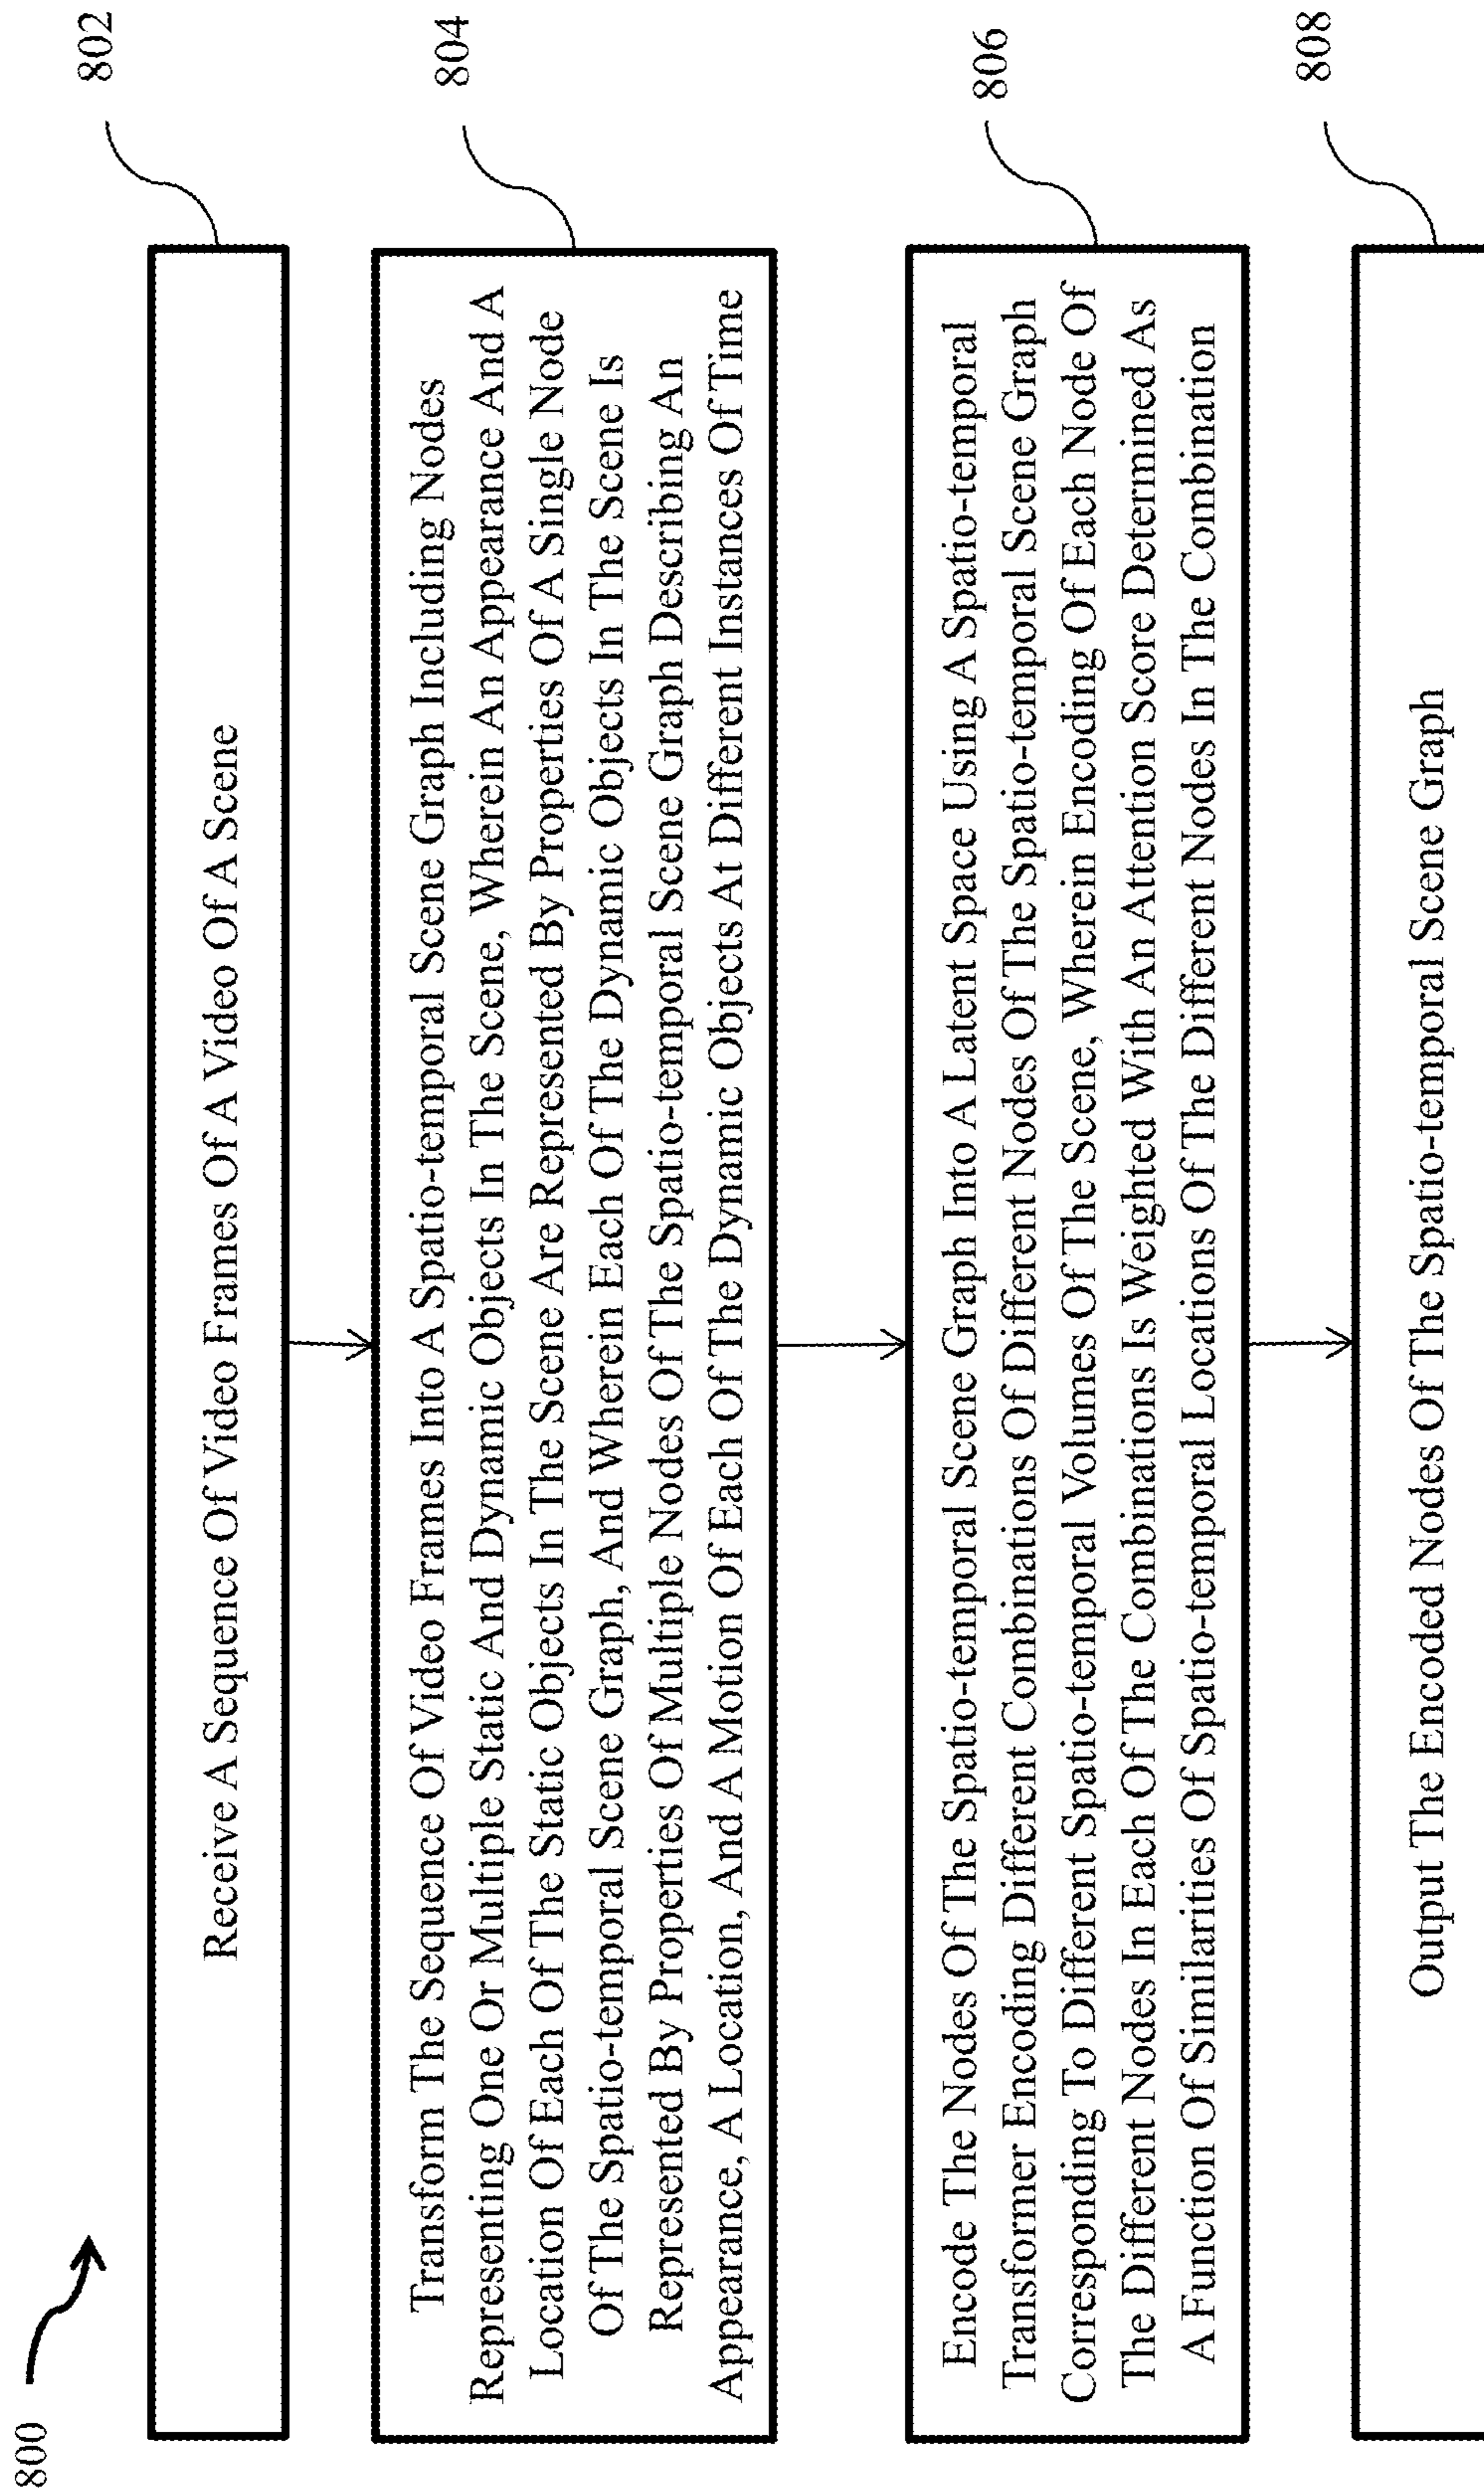 800
802
Receive A Sequence Of Video Frames Of A Video Of A Scene
804
Transform The Sequence Of Video Frames Into A Spatio-temporal Scene Graph Including Nodes
Representing One Or Multiple Static And Dynamic Objects In The Scene, Wherein An Appearance And A
Location Of Each Of The Static Objects In The Scene Are Represented By Properties Of A Single Node
Of The Spatio-temporal Scene Graph, And Wherein Each Of The Dynamic Objects In The Scene Is
Represented By Properties Of Multiple Nodes Of The Spatio-temporal Scene Graph Describing An
Appearance, A Location, And A Motion Of Each Of The Dynamic Objects At Different Instances Of Time
806
Encode The Nodes Of The Spatio-temporal Scene Graph Into A Latent Space Using A Spatio-temporal
Transformer Encoding Different Combinations Of Different Nodes Of The Spatio-temporal Scene Graph
Corresponding To Different Spatio-temporal Volumes Of The Scene, Wherein Encoding Of Each Node Of
The Different Nodes In Each Of The Combinations Is Weighted With An Attention Score Determined As
A Function Of Similarities Of Spatio-temporal Locations Of The Different Nodes In The Combination
808
Output The Encoded Nodes Of The Spatio-temporal Scene Graph